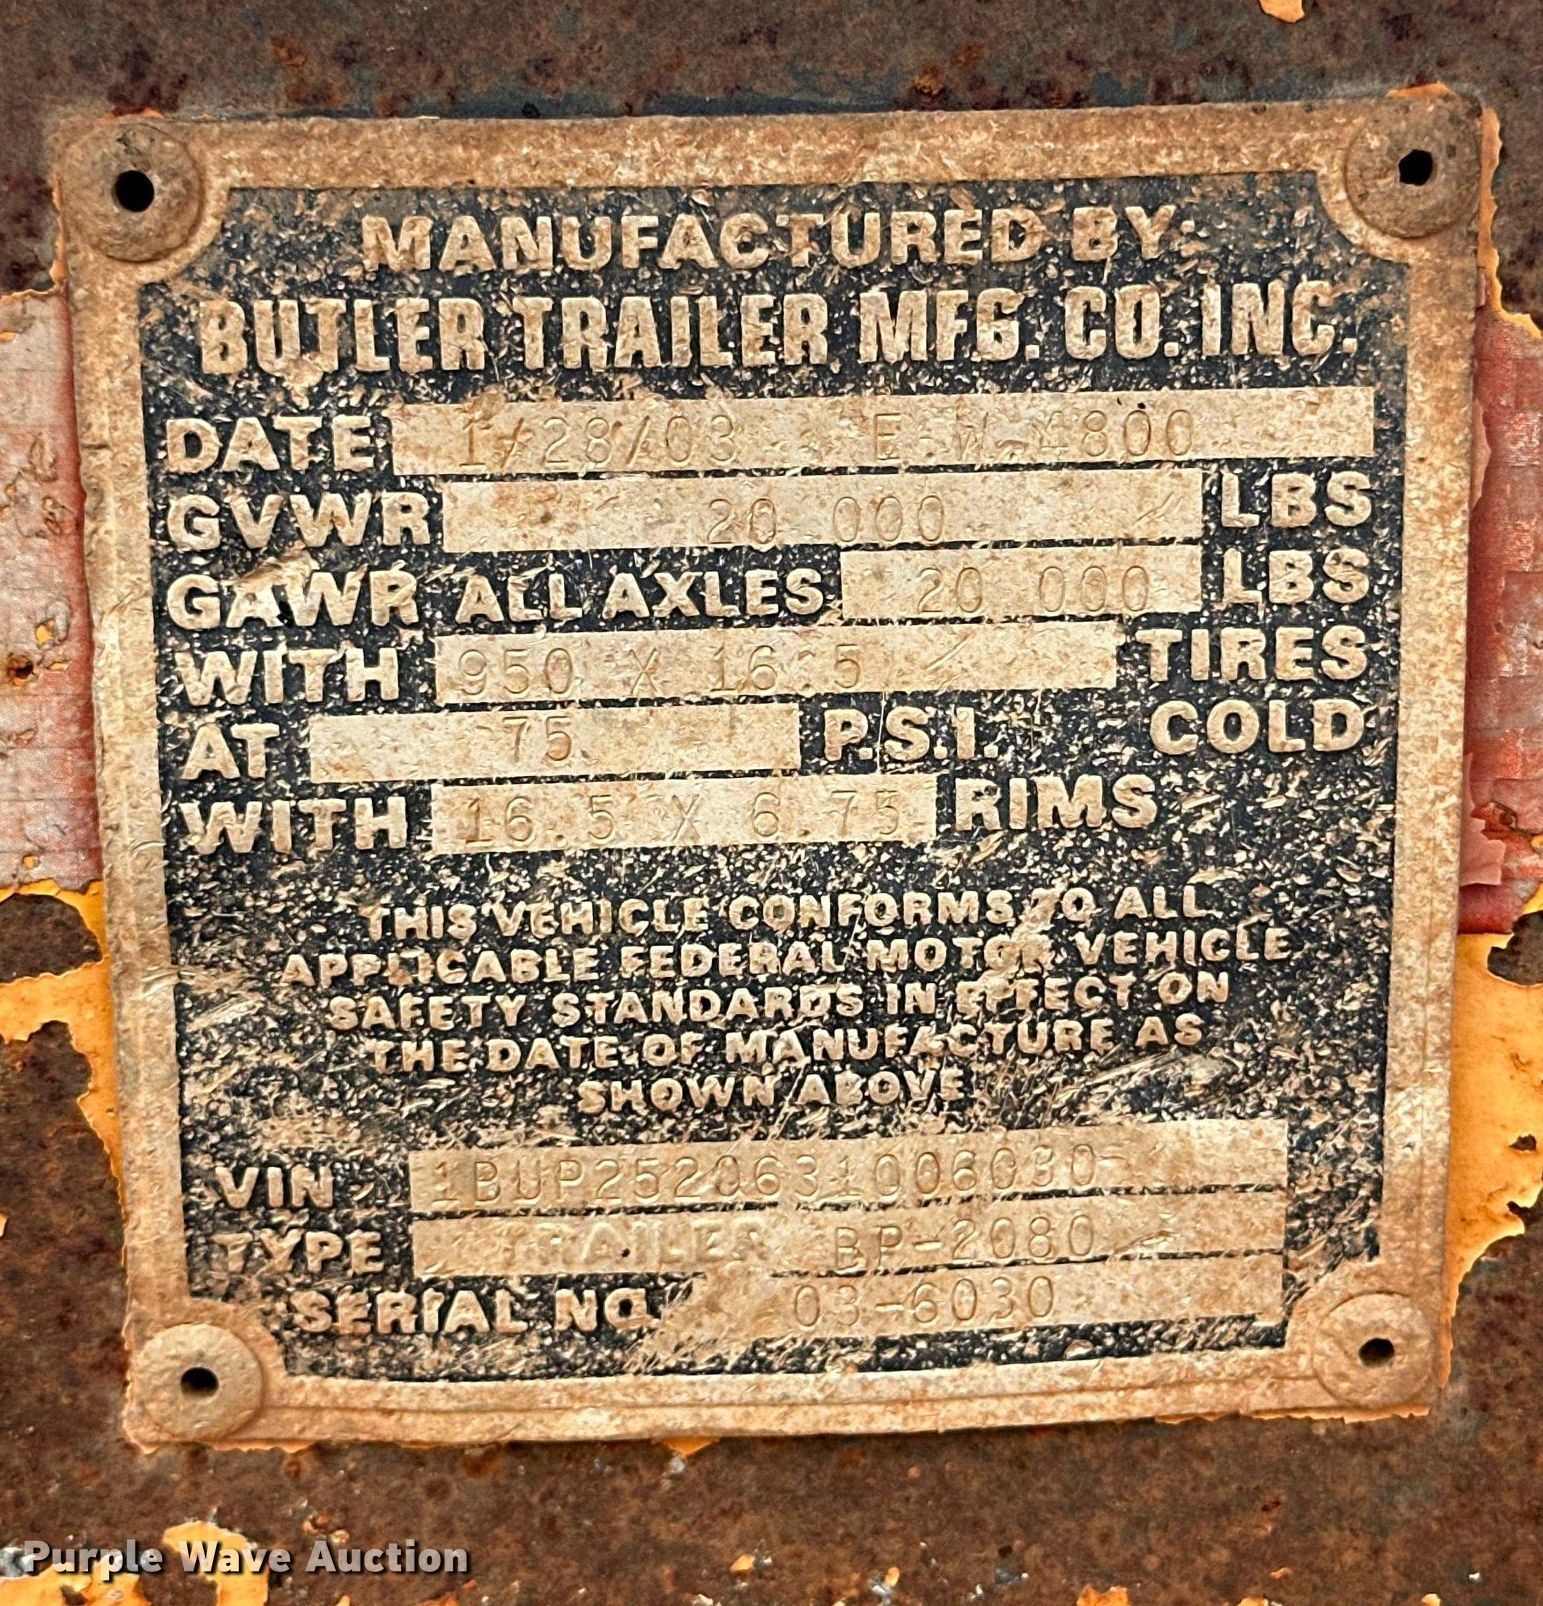 MANUFACTURED BY
BUTLER TRAILER MFG. CO. INC.
DATE 1/28/03 E.W. 4800
GVWR 20 000 LBS
GAWR ALL AXLES 20 000 LBS
WITH 950 X 16.5 TIRES
AT 75 P.S.I. COLD
WITH 16.5 X 6.75 RIMS
THIS VEHICLE CONFORMS TO ALL
APPLICABLE FEDERAL MOTOR VEHICLE
SAFETY STANDARDS IN EFFECT ON
THE DATE OF MANUFACTURE AS
SHOWN ABOVE
VIN 1BUP2520631006030
TYPE TRAILER BP-2080
SERIAL NO. 03-6030
Purple Wave Auction